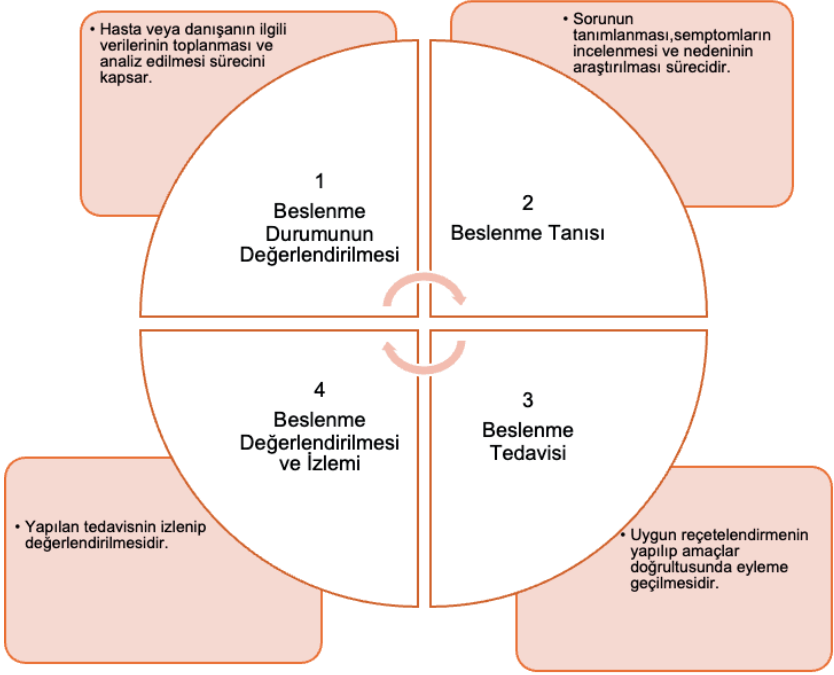 • Hasta veya danışanın ilgili
verilerinin toplanması ve
analiz edilmesi sürecini
kapsar.
• Sorunun
tanımlanması,semptomların
incelenmesi ve nedeninin
araştırılması sürecidir.
1
Beslenme
Durumunun
Değerlendirilmesi
2
Beslenme Tanısı
4
Beslenme
Değerlendirilmesi
ve İzlemi
3
Beslenme
Tedavisi
• Yapılan tedavisnin izlenip
değerlendirilmesidir.
• Uygun reçetelendirmenin
yapılıp amaçlar
doğrultusunda eyleme
geçilmesidir.